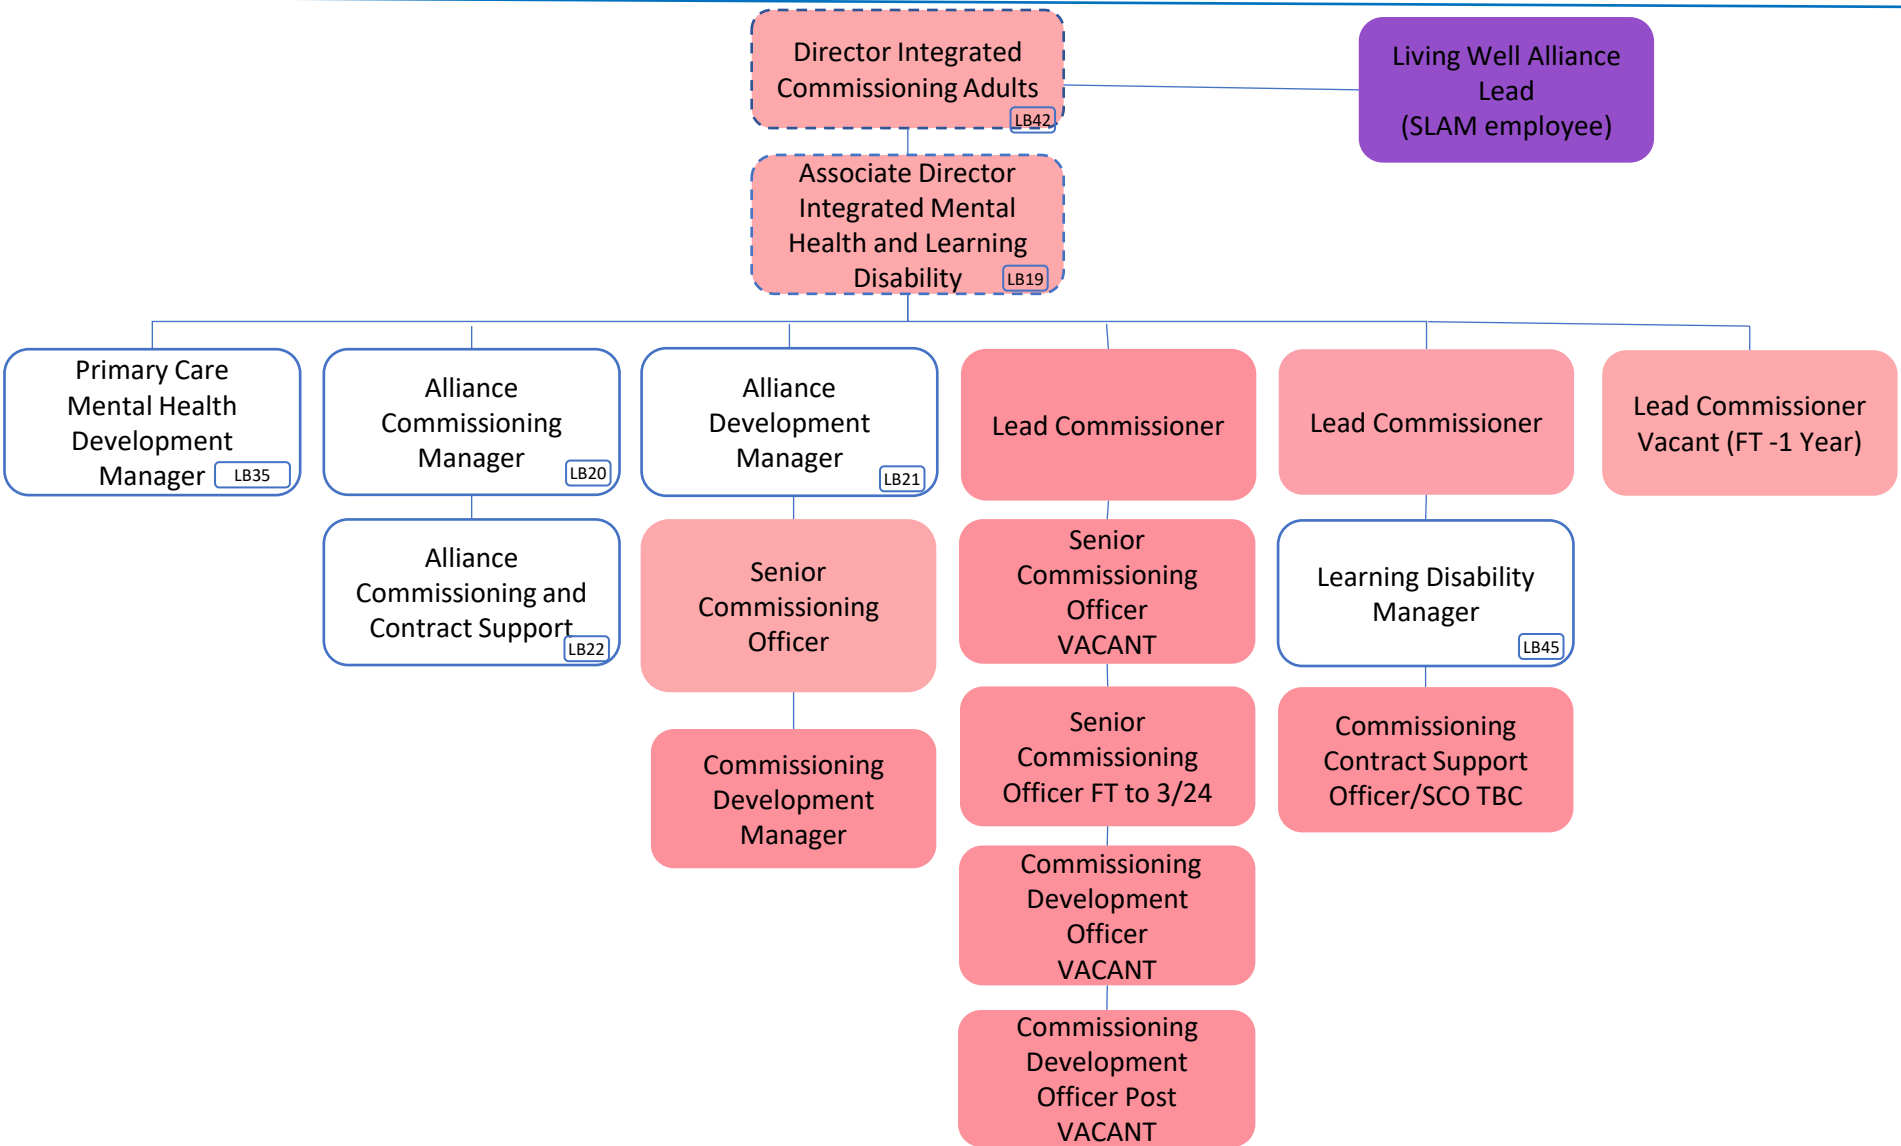 Director Integrated
Commissioning Adults
LB42
Living Well Alliance
Lead
(SLAM employee)
Associate Director
Integrated Mental
Health and Learning
Disability
LB19
Primary Care
Mental Health
Development
Manager
LB35
Alliance
Commissioning
Manager
LB20
Alliance
Development
Manager
LB21
Lead Commissioner
Lead Commissioner
Lead Commissioner
Vacant (FT -1 Year)
Alliance
Commissioning and
Contract Support
LB22
Senior
Commissioning
Officer
Senior
Commissioning
Officer
VACANT
Learning Disability
Manager
LB45
Commissioning
Development
Manager
Senior
Commissioning
Officer FT to 3/24
Commissioning
Contract Support
Officer/SCO TBC
Commissioning
Development
Officer
VACANT
Commissioning
Development
Officer Post
VACANT